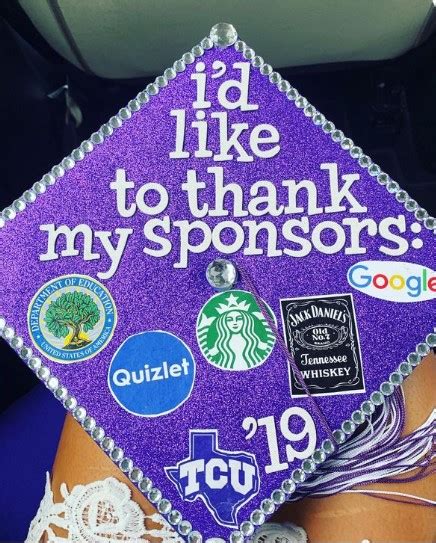 i'd
like
to thank
my sponsors:
Google
DEPARTMENT OF EDUCATION
UNITED STATES OF AMERICA
Quizlet
JACK DANIEL'S
Old
No. 7
Tennessee
WHISKEY
'19
TCU